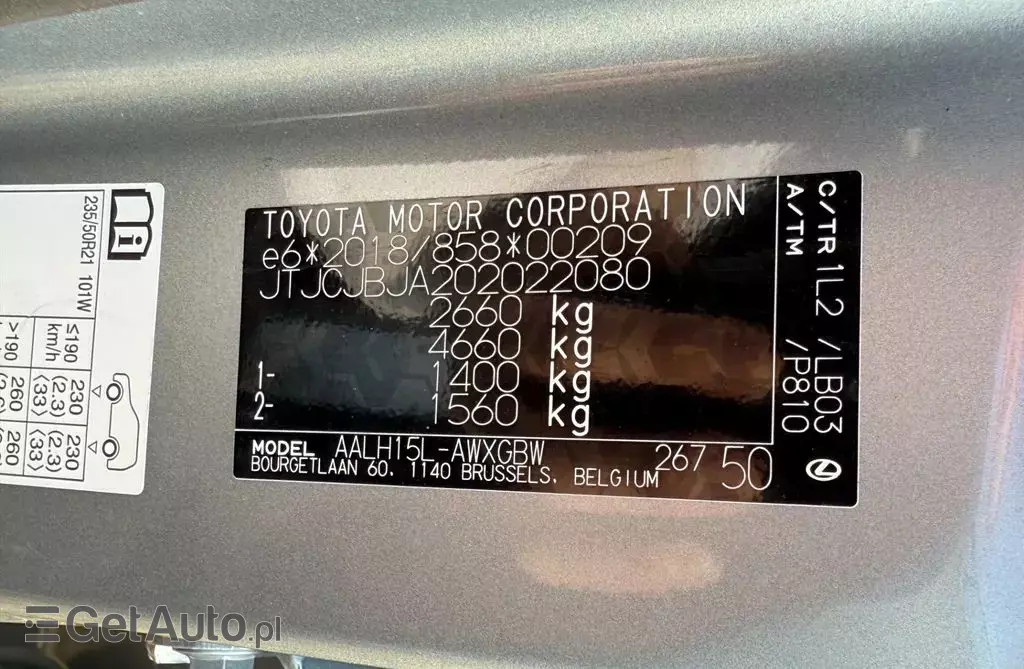 TOYOTA MOTOR CORPORATION
e6*2018/858*00209
JTJCJBJA202022080
2660 kg
4660 kg
1- 1400 kg
2- 1560 kg
MODEL AALH15L-AWXGBW
BOURGETLAAN 60. 1140 BRUSSELS. BELGIUM
267 50
C/TR 1L2 /LB03
A/TM /P810
235/50R21 101W
≤190 km/h 230 (2.3) ⟨33⟩ 230 (2.3) ⟨33⟩
>190 260 260
GetAuto.pl